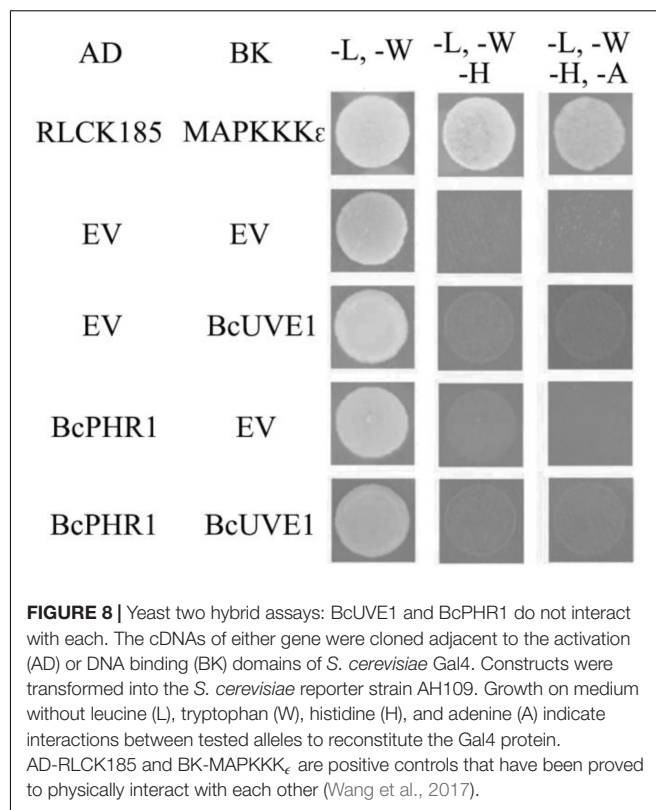 AD BK -L, -W -L, -W -L, -W
-H -H, -A
RLCK185 MAPKKKε
EV EV
EV BcUVE1
BcPHR1 EV
BcPHR1 BcUVE1
FIGURE 8 | Yeast two hybrid assays: BcUVE1 and BcPHR1 do not interact
with each. The cDNAs of either gene were cloned adjacent to the activation
(AD) or DNA binding (BK) domains of S. cerevisiae Gal4. Constructs were
transformed into the S. cerevisiae reporter strain AH109. Growth on medium
without leucine (L), tryptophan (W), histidine (H), and adenine (A) indicate
interactions between tested alleles to reconstitute the Gal4 protein.
AD-RLCK185 and BK-MAPKKKϵ are positive controls that have been proved
to physically interact with each other (Wang et al., 2017).